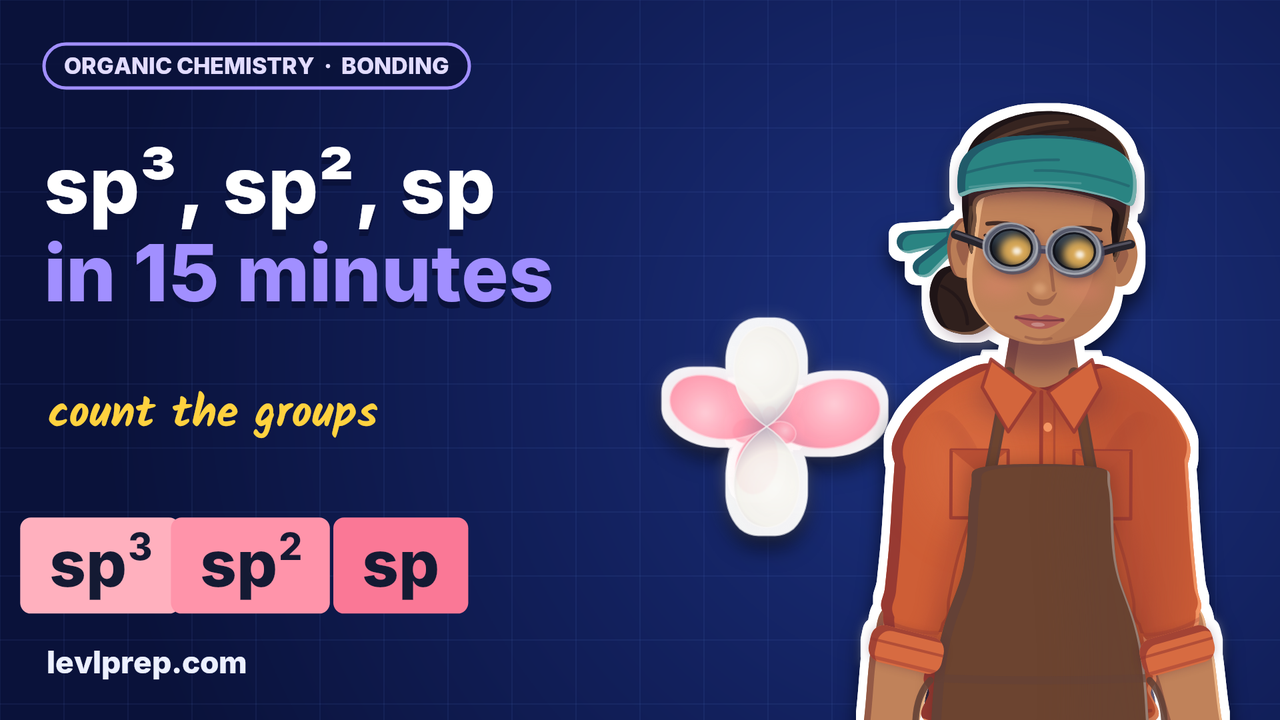 ORGANIC CHEMISTRY · BONDING
sp³, sp², sp
in 15 minutes
count the groups
sp³ sp² sp
levlprep.com